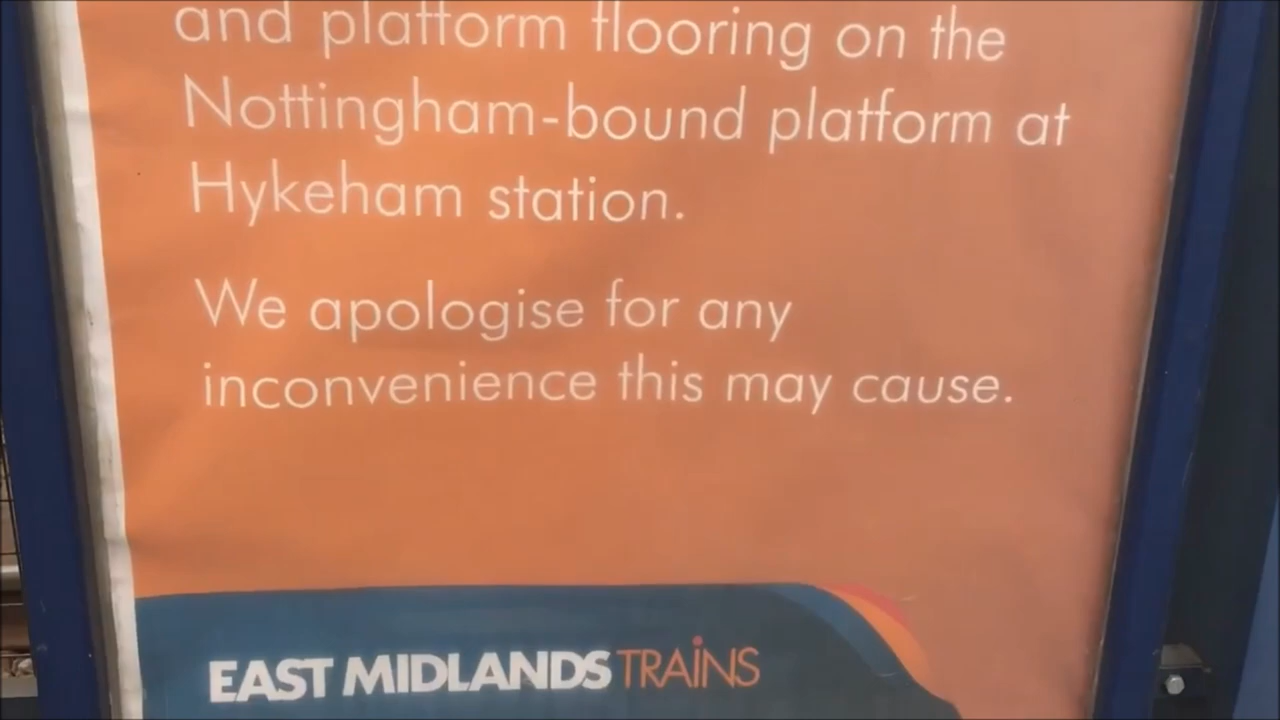 and platform flooring on the
Nottingham-bound platform at
Hykeham station.
We apologise for any
inconvenience this may cause.
EAST MIDLANDS TRAINS